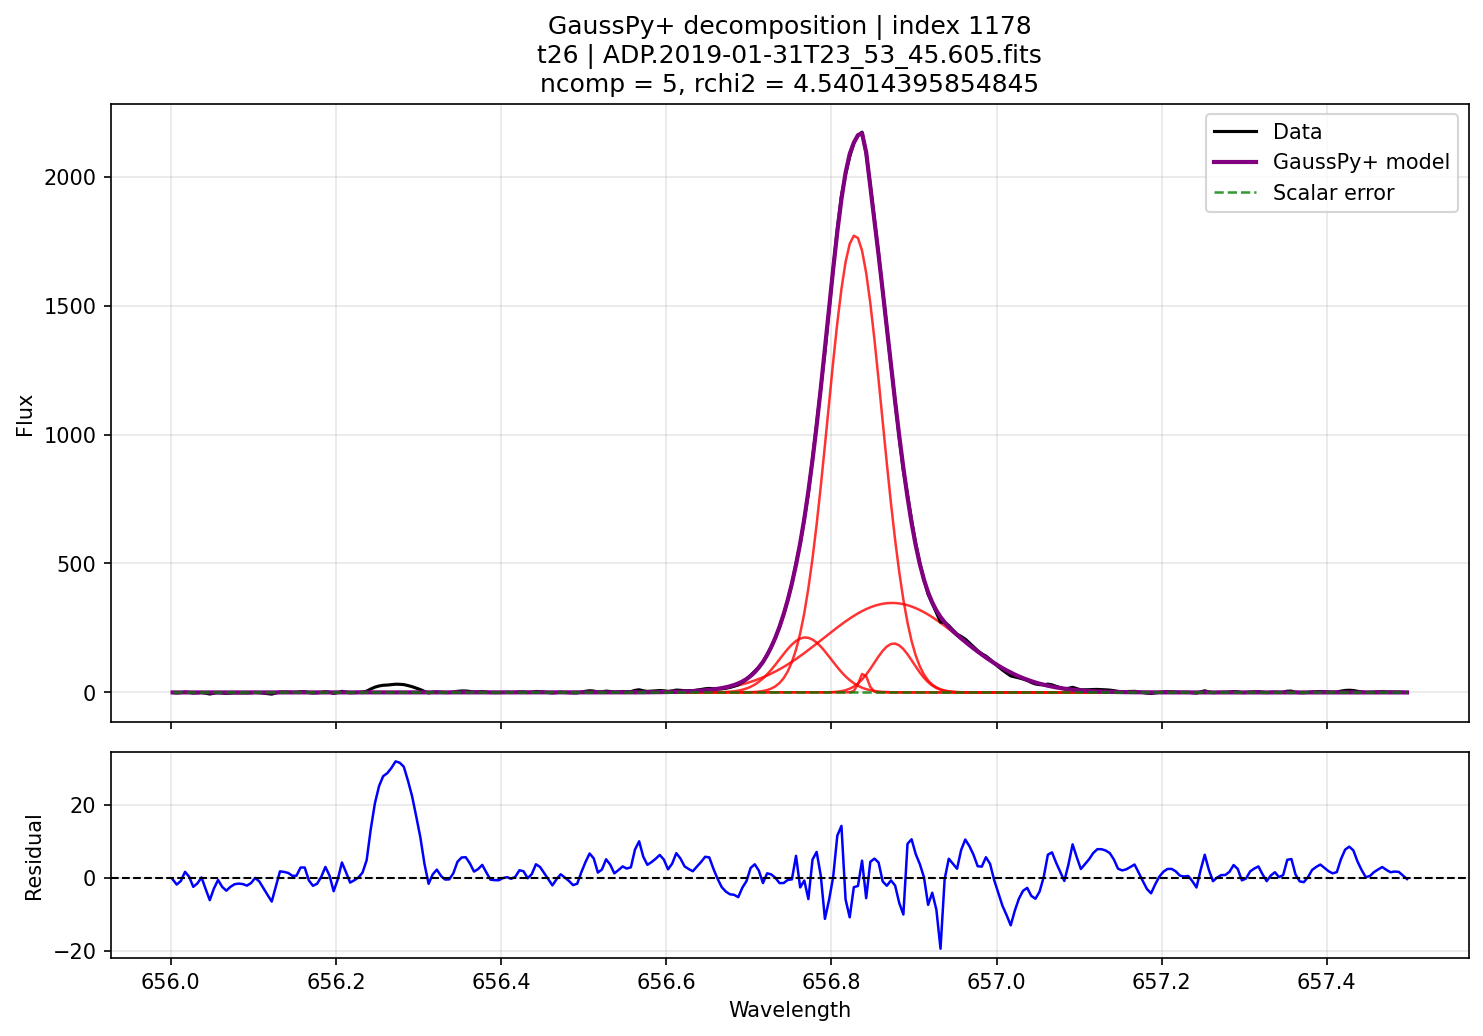 GaussPy+ decomposition | index 1178
t26 | ADP.2019-01-31T23_53_45.605.fits
ncomp = 5, rchi2 = 4.54014395854845
Data
GaussPy+ model
Scalar error
Flux
2000
1500
1000
500
0
Residual
20
0
−20
656.0 656.2 656.4 656.6 656.8 657.0 657.2 657.4
Wavelength